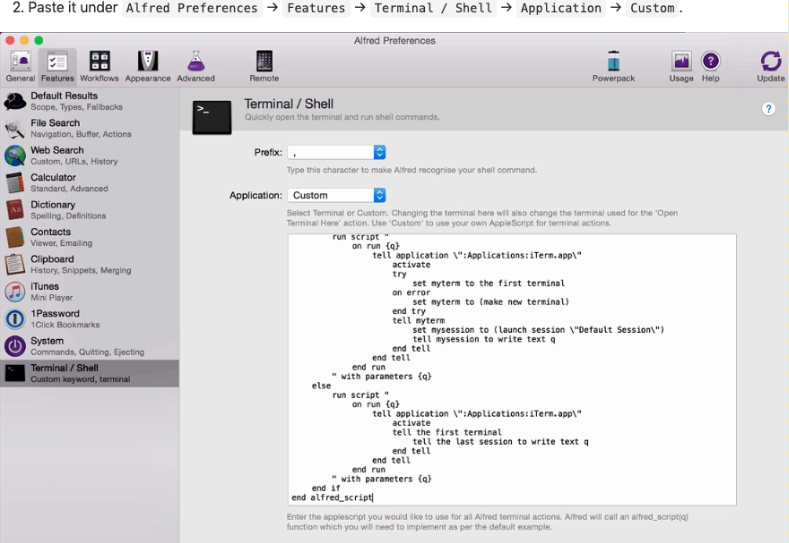 2. Paste it under Alfred Preferences → Features → Terminal / Shell → Application → Custom.
Alfred Preferences
General
Features
Workflows
Appearance
Advanced
Remote
Powerpack
Usage
Help
Update
Default Results
Scope, Types, Fallbacks
File Search
Navigation, Buffer, Actions
Web Search
Custom, URLs, History
Calculator
Standard, Advanced
Dictionary
Spelling, Definitions
Contacts
Viewer, Emailing
Clipboard
History, Snippets, Merging
iTunes
Mini Player
1Password
1Click Bookmarks
System
Commands, Quitting, Ejecting
Terminal / Shell
Custom keyword, terminal
>_
Terminal / Shell
Quickly open the terminal and run shell commands.
?
Prefix: ,
Type this character to make Alfred recognise your shell command.
Application: Custom
Select Terminal or Custom. Changing the terminal here will also change the terminal used for the 'Open
Terminal Here' action. Use 'Custom' to use your own AppleScript for terminal actions.
run script "
on run {q}
tell application \":Applications:iTerm.app\"
activate
try
set myterm to the first terminal
on error
set myterm to (make new terminal)
end try
tell myterm
set mysession to (launch session \"Default Session\")
tell mysession to write text q
end tell
end tell
end run
" with parameters {q}
else
run script "
on run {q}
tell application \":Applications:iTerm.app\"
activate
tell the first terminal
tell the last session to write text q
end tell
end tell
end run
" with parameters {q}
end if
end alfred_script
Enter the applescript you would like to use for all Alfred terminal actions. Alfred will call an alfred_script(q)
function which you will need to implement as per the default example.